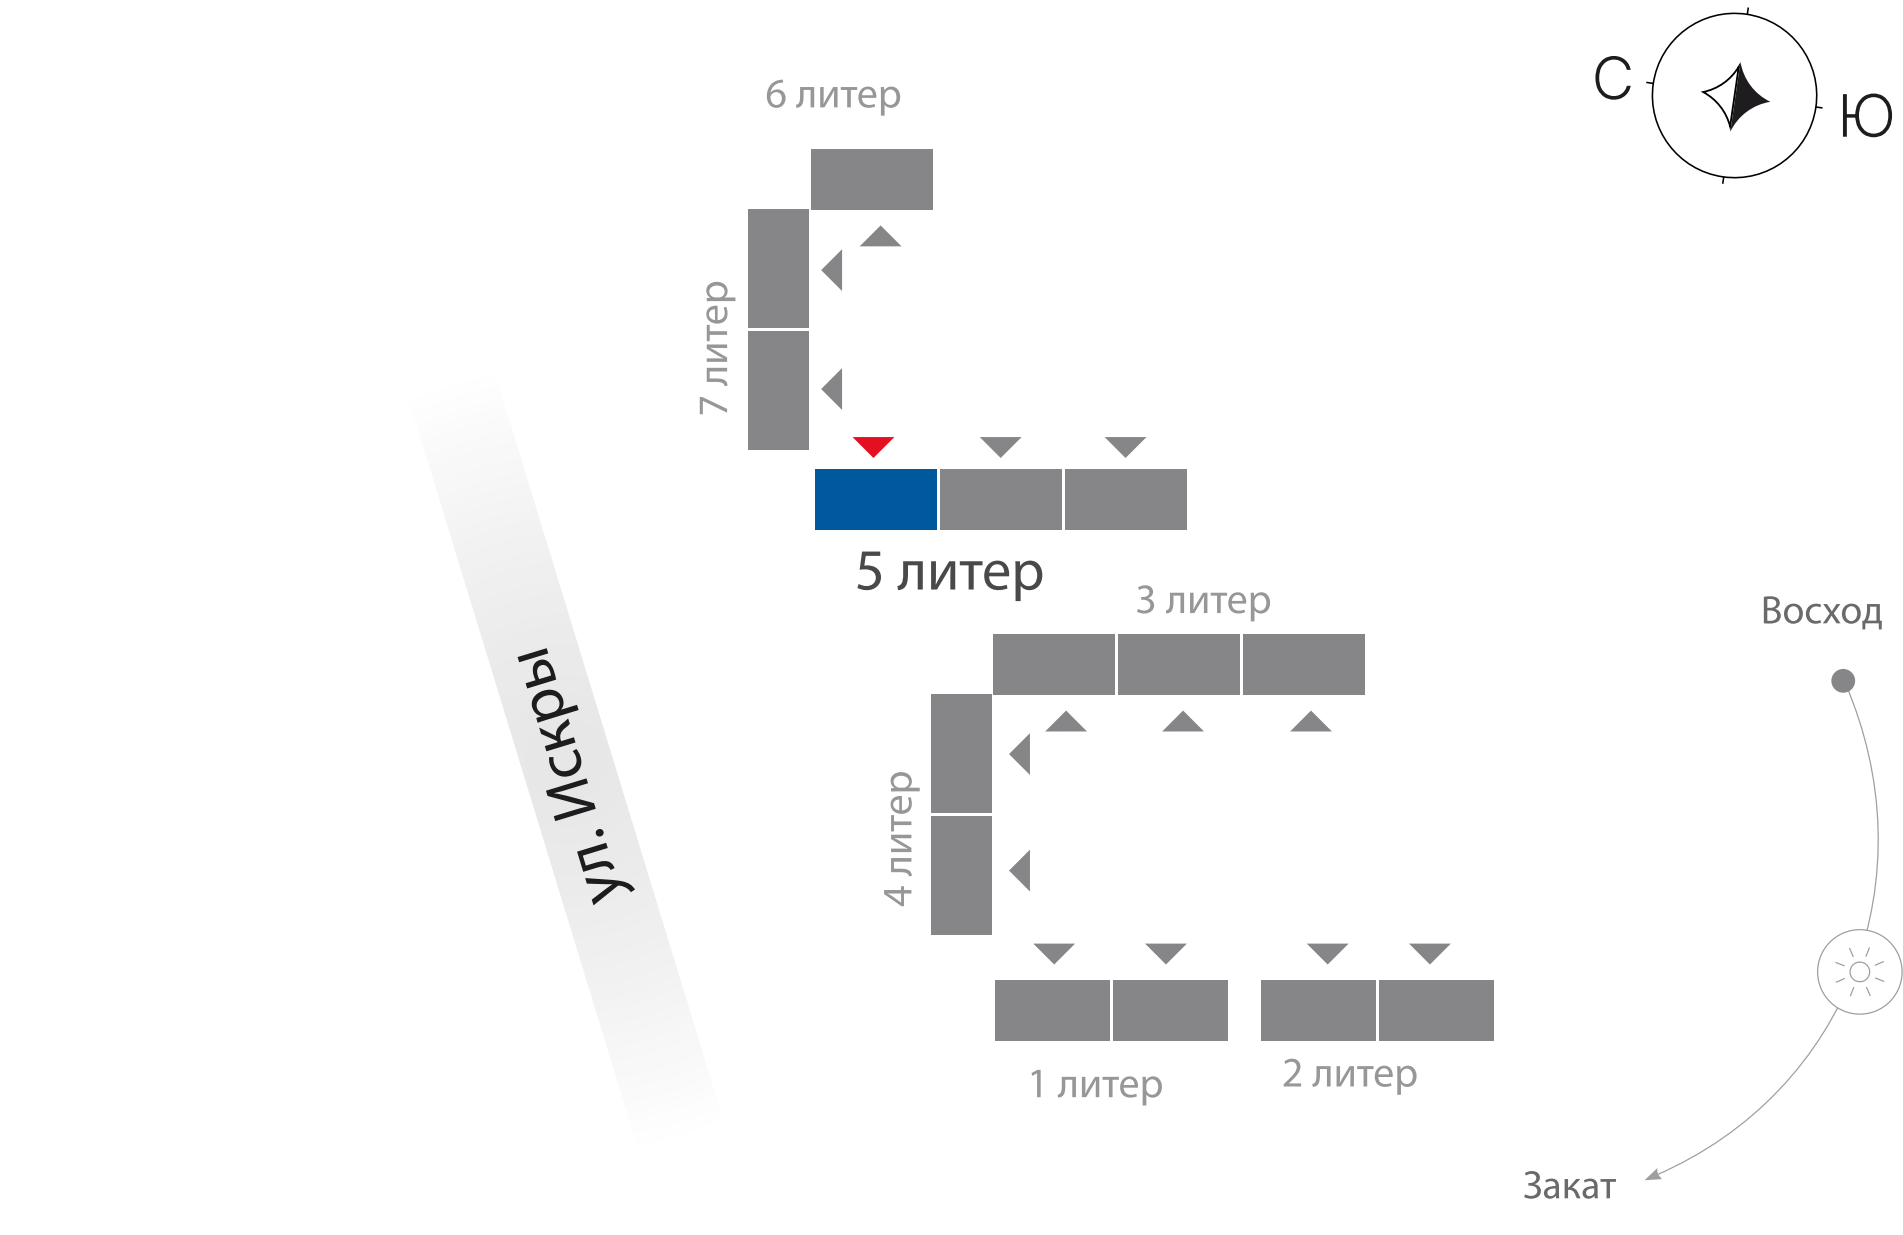 С
Ю
6 литер
7 литер
5 литер
3 литер
Восход
ул. Искры
4 литер
1 литер
2 литер
Закат